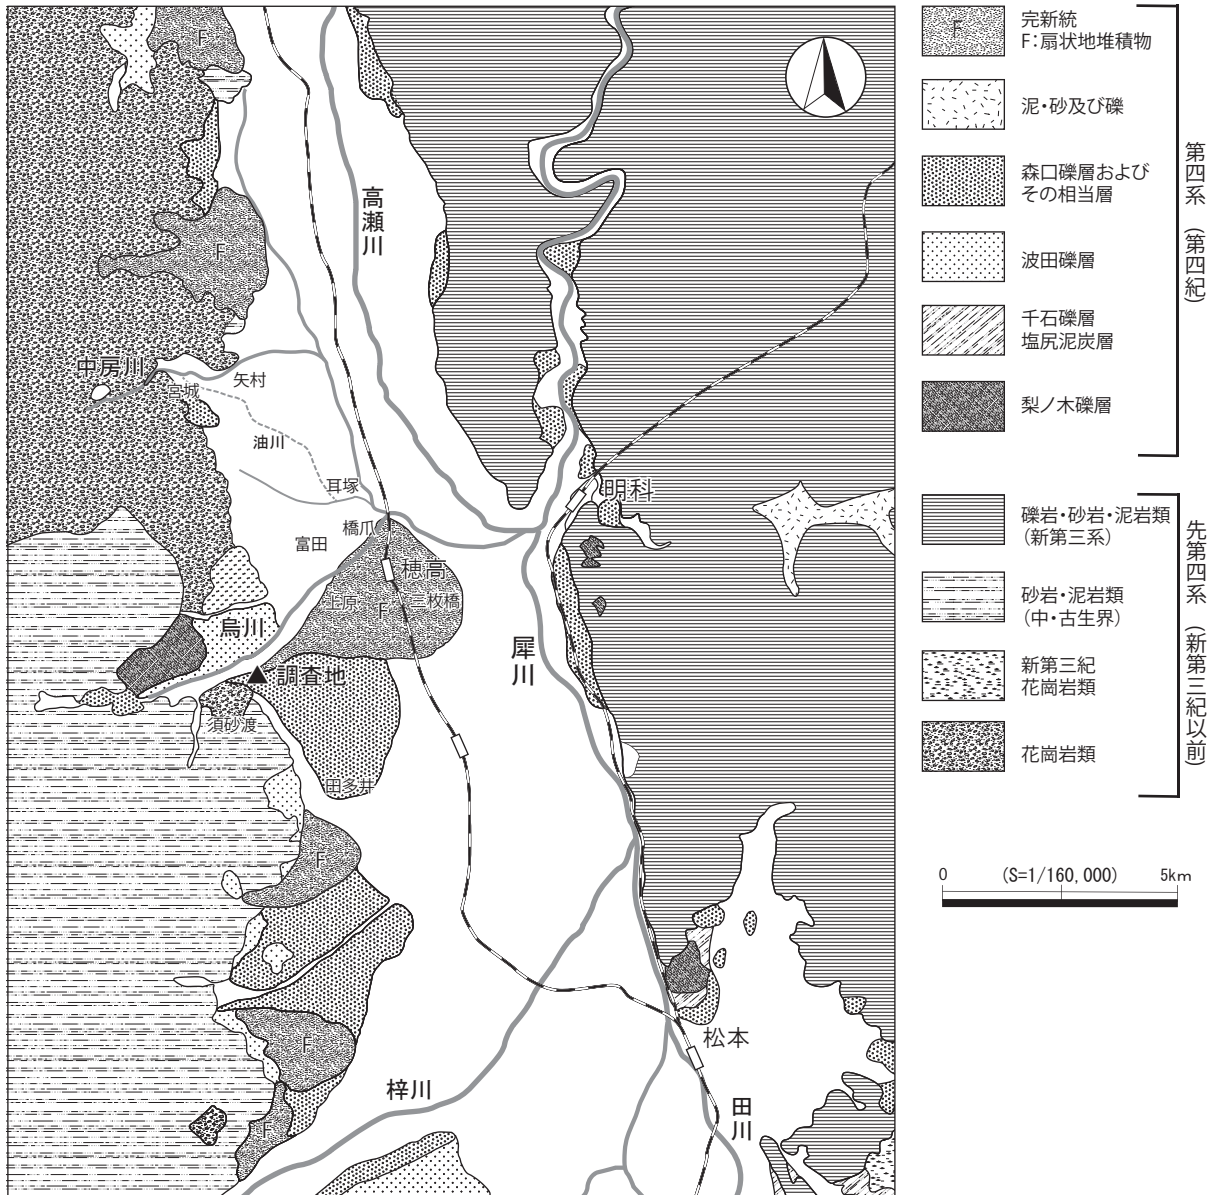 F
高瀬川
F
中房川
宮城
矢村
油川
耳塚
明科
橋爪
富田
穂高
上原
F
三枚橋
烏川
犀川
調査地
須砂渡
田多井
F
松本
F
梓川
田川
F
F
完新統
F:扇状地堆積物
泥・砂及び礫
森口礫層および
その相当層
波田礫層
千石礫層
塩尻泥炭層
梨ノ木礫層
第四系 (第四紀)
礫岩・砂岩・泥岩類
(新第三系)
砂岩・泥岩類
(中・古生界)
新第三紀
花崗岩類
花崗岩類
先第四系 (新第三紀以前)
0 (S=1/160,000) 5km